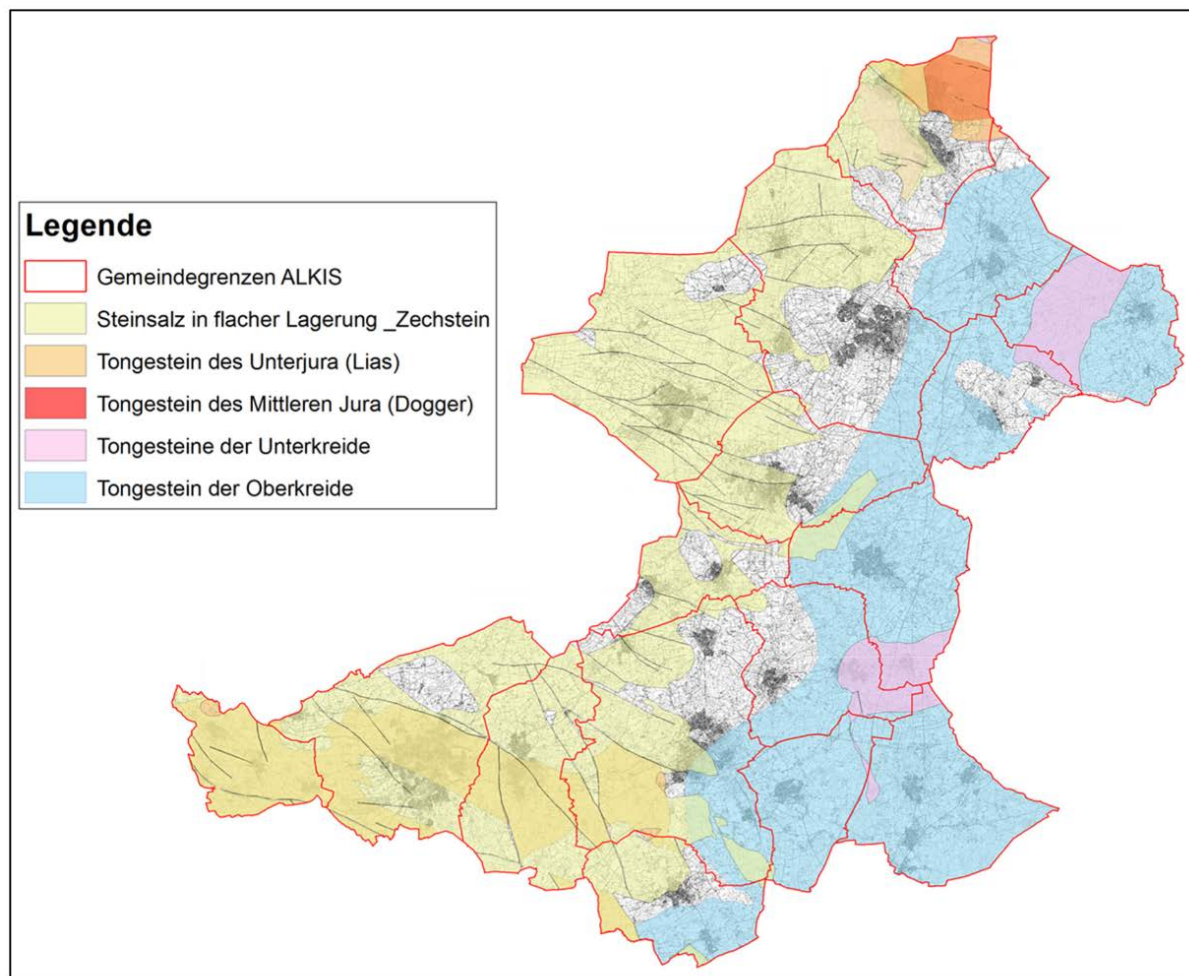 Legende
Gemeindegrenzen ALKIS
Steinsalz in flacher Lagerung _Zechstein
Tongestein des Unterjura (Lias)
Tongestein des Mittleren Jura (Dogger)
Tongesteine der Unterkreide
Tongestein der Oberkreide